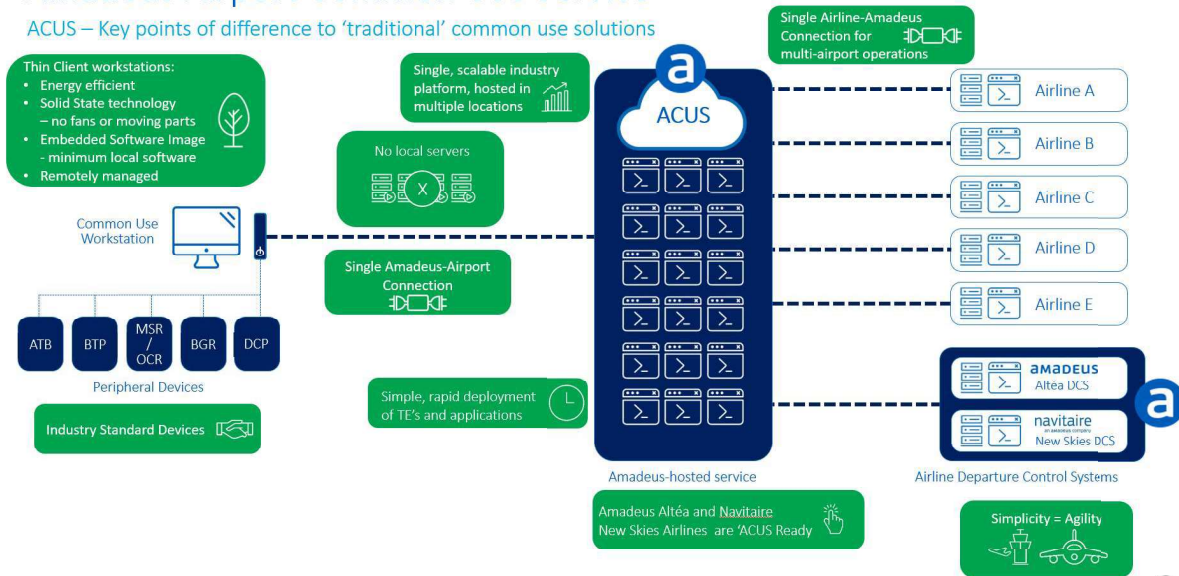 ACUS – Key points of difference to ‘traditional’ common use solutions
Thin Client workstations:
• Energy efficient
• Solid State technology
– no fans or moving parts
• Embedded Software Image
- minimum local software
• Remotely managed
Common Use
Workstation
ATB
BTP
MSR
/
OCR
BGR
DCP
Peripheral Devices
Industry Standard Devices
Single, scalable industry
platform, hosted in
multiple locations
No local servers
X
Single Amadeus-Airport
Connection
Simple, rapid deployment
of TE's and applications
a
ACUS
Amadeus-hosted service
Amadeus Altéa and Navitaire
New Skies Airlines are ‘ACUS Ready
Single Airline-Amadeus
Connection for
multi-airport operations
Airline A
Airline B
Airline C
Airline D
Airline E
aMaDEUS
Altéa DCS
navitaire
an amadeus company
New Skies DCS
a
Airline Departure Control Systems
Simplicity = Agility